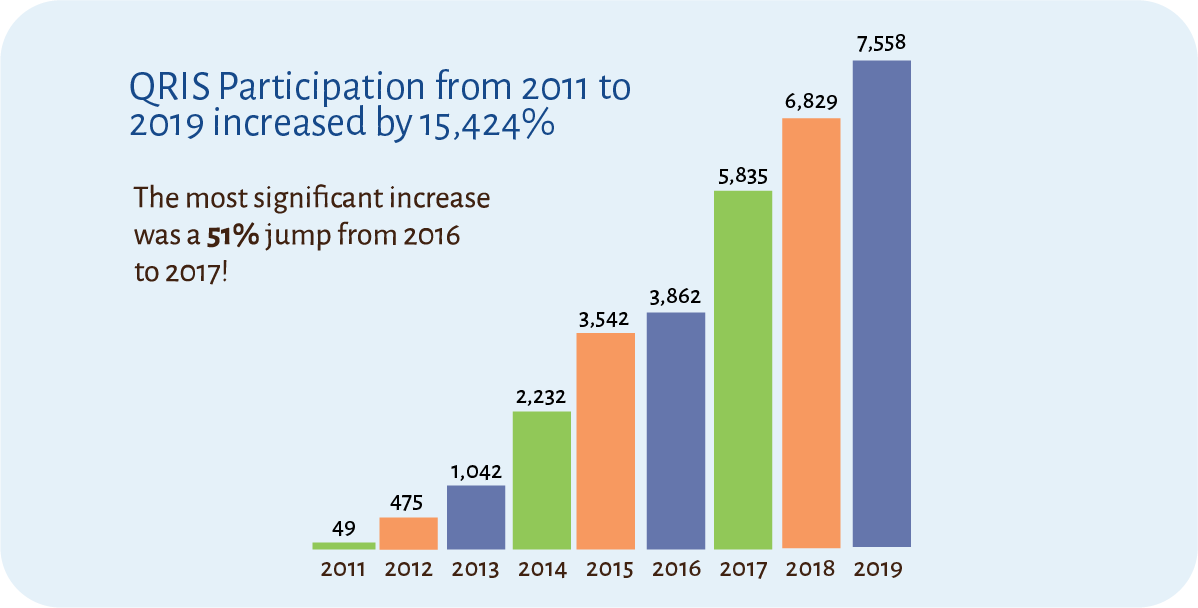 QRIS Participation from 2011 to
2019 increased by 15,424%
The most significant increase
was a 51% jump from 2016
to 2017!
49
475
1,042
2,232
3,542
3,862
5,835
6,829
7,558
2011 2012 2013 2014 2015 2016 2017 2018 2019